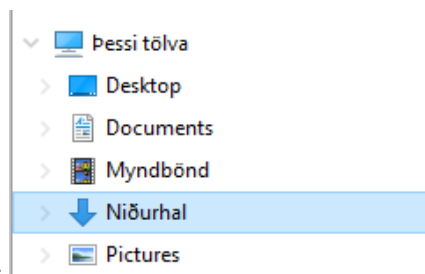 Þessi tölva
Desktop
Documents
Myndbönd
Niðurhal
Pictures